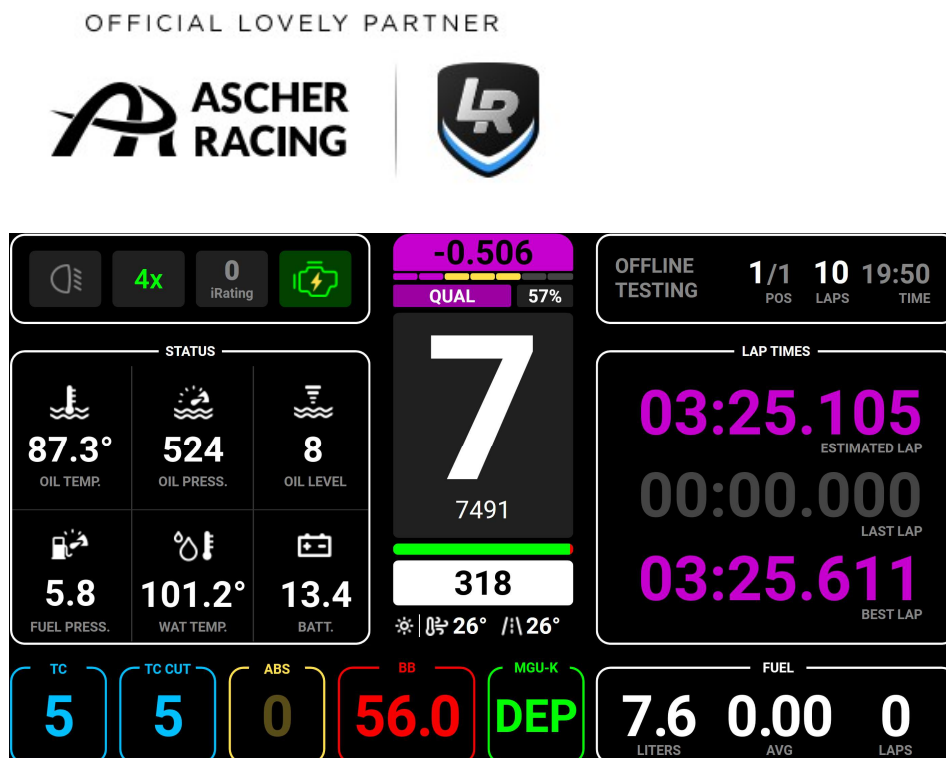 OFFICIAL LOVELY PARTNER
ASCHER
RACING
LR
4x
0
iRating
-0.506
QUAL 57%
OFFLINE
TESTING
1/1 10 19:50
POS LAPS TIME
STATUS
87.3° 524 8
OIL TEMP. OIL PRESS. OIL LEVEL
5.8 101.2° 13.4
FUEL PRESS. WAT TEMP. BATT.
7
7491
318
26° 26°
LAP TIMES
03:25.105
ESTIMATED LAP
00:00.000
LAST LAP
03:25.611
BEST LAP
TC TC CUT ABS BB MGU-K
5 5 0 56.0 DEP
FUEL
7.6 0.00 0
LITERS AVG LAPS